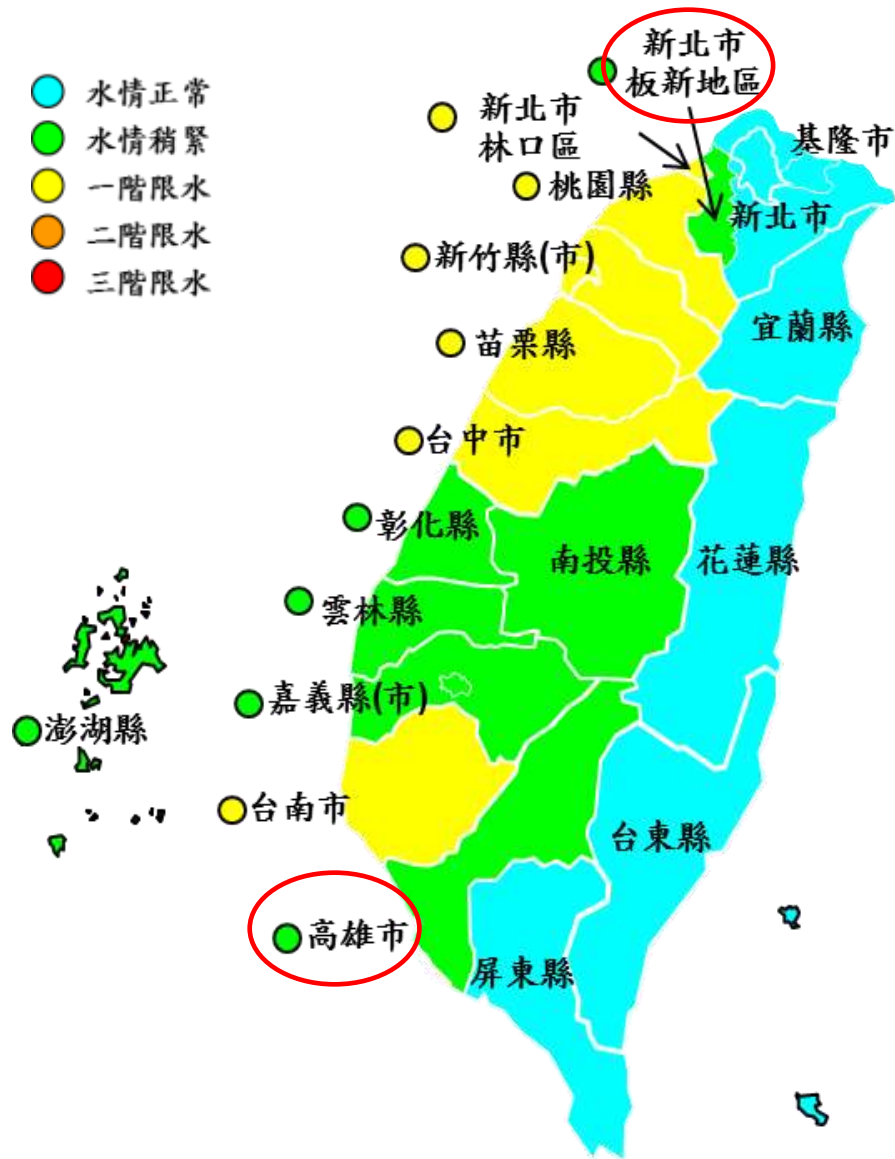 水情正常
水情稍緊
一階限水
二階限水
三階限水
新北市
板新地區
新北市
林口區
基隆市
桃園縣
新北市
新竹縣(市)
宜蘭縣
苗栗縣
台中市
彰化縣
南投縣
花蓮縣
雲林縣
嘉義縣(市)
澎湖縣
台南市
台東縣
高雄市
屏東縣